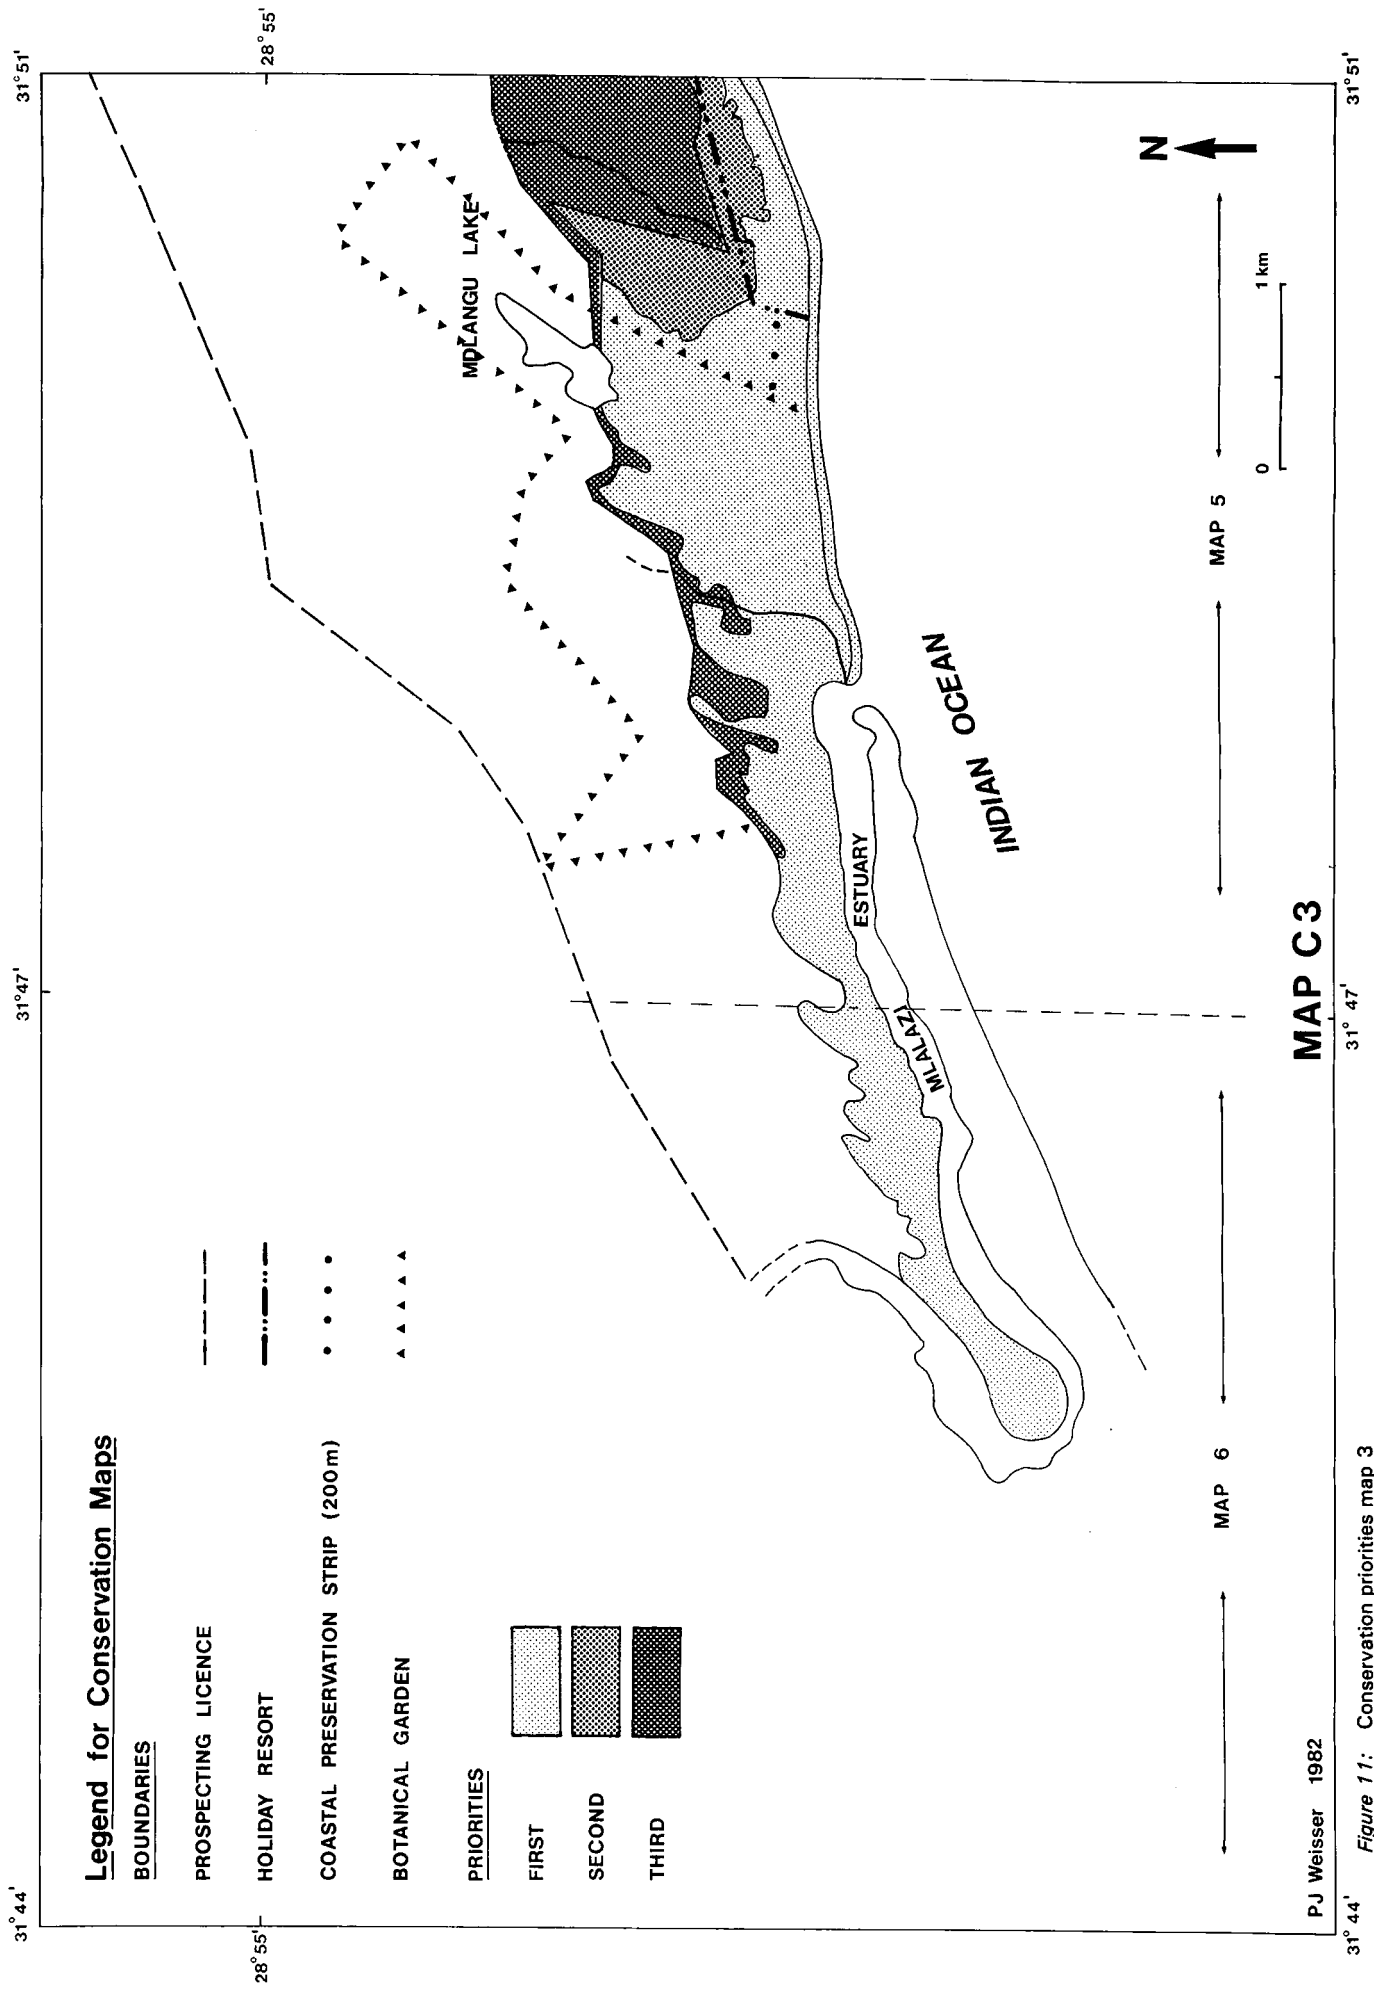 31°44'
31°47'
31°51'
28°55'
28°55'
Legend for Conservation Maps
BOUNDARIES
PROSPECTING LICENCE
HOLIDAY RESORT
COASTAL PRESERVATION STRIP (200m)
BOTANICAL GARDEN
PRIORITIES
FIRST
SECOND
THIRD
MDLANGU LAKE
ESTUARY
MLALAZI
INDIAN OCEAN
N
MAP 6
MAP 5
0 1 km
MAP C3
PJ Weisser 1982
31°44'
31° 47'
31°51'
Figure 11: Conservation priorities map 3